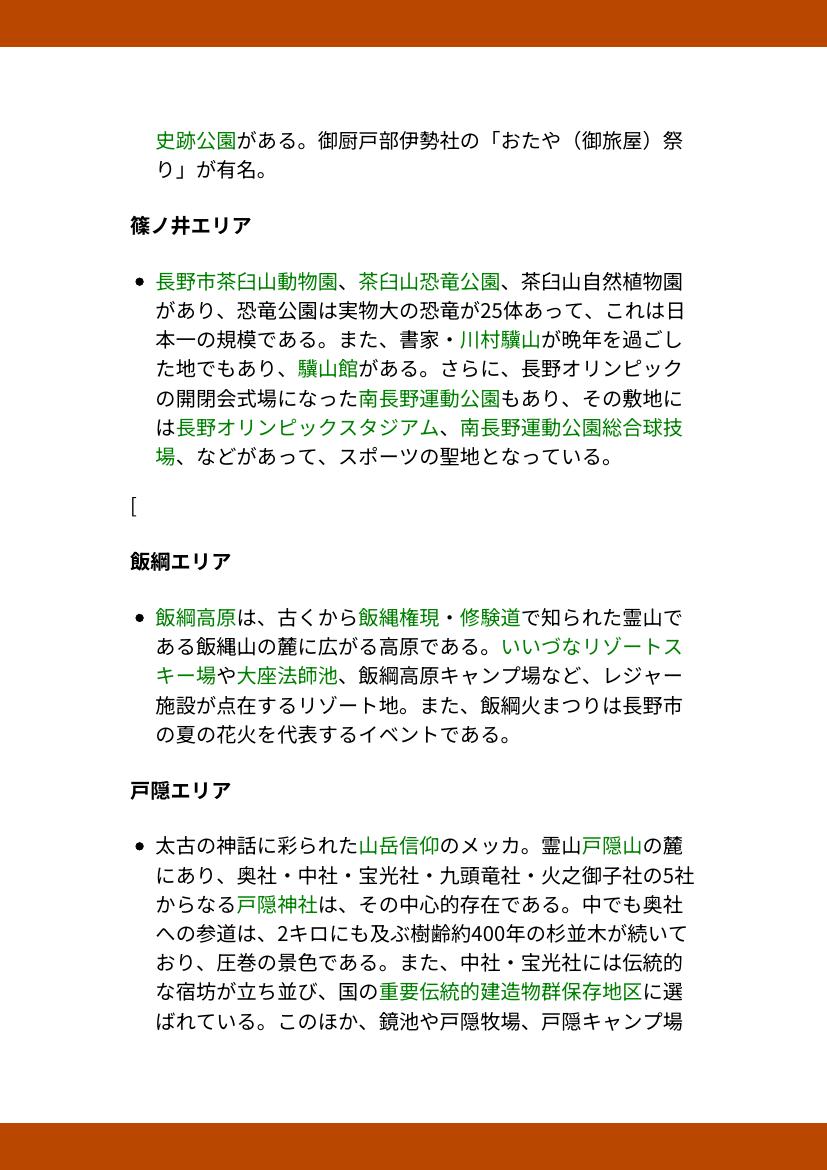 史跡公園がある。御厨戸部伊勢社の「おたや（御旅屋）祭
り」が有名。
篠ノ井エリア
• 長野市茶臼山動物園、茶臼山恐竜公園、茶臼山自然植物園
があり、恐竜公園は実物大の恐竜が25体あって、これは日
本一の規模である。また、書家・川村驥山が晩年を過ごし
た地でもあり、驥山館がある。さらに、長野オリンピック
の開閉会式場になった南長野運動公園もあり、その敷地に
は長野オリンピックスタジアム、南長野運動公園総合球技
場、などがあって、スポーツの聖地となっている。
[
飯綱エリア
• 飯綱高原は、古くから飯縄権現・修験道で知られた霊山で
ある飯縄山の麓に広がる高原である。いいづなリゾートス
キー場や大座法師池、飯綱高原キャンプ場など、レジャー
施設が点在するリゾート地。また、飯綱火まつりは長野市
の夏の花火を代表するイベントである。
戸隠エリア
• 太古の神話に彩られた山岳信仰のメッカ。霊山戸隠山の麓
にあり、奥社・中社・宝光社・九頭竜社・火之御子社の5社
からなる戸隠神社は、その中心的存在である。中でも奥社
への参道は、2キロにも及ぶ樹齢約400年の杉並木が続いて
おり、圧巻の景色である。また、中社・宝光社には伝統的
な宿坊が立ち並び、国の重要伝統的建造物群保存地区に選
ばれている。このほか、鏡池や戸隠牧場、戸隠キャンプ場